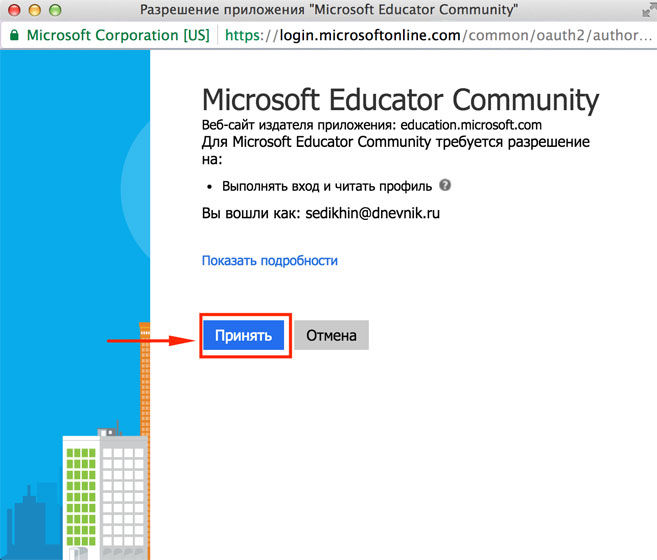 Разрешение приложения "Microsoft Educator Community"
Microsoft Corporation [US] https://login.microsoftonline.com/common/oauth2/author...
Microsoft Educator Community
Веб-сайт издателя приложения: education.microsoft.com
Для Microsoft Educator Community требуется разрешение
на:
• Выполнять вход и читать профиль ?
Вы вошли как: sedikhin@dnevnik.ru
Показать подробности
Принять Отмена